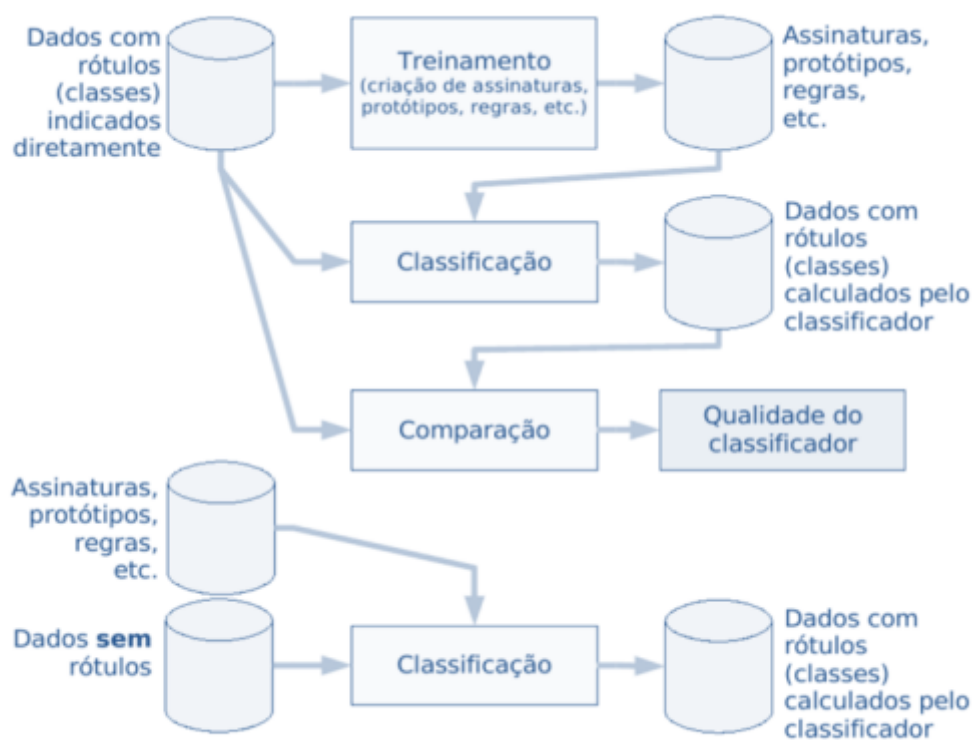 Dados com
rótulos
(classes)
indicados
diretamente
Treinamento
(criação de assinaturas,
protótipos, regras, etc.)
Assinaturas,
protótipos,
regras,
etc.
Classificação
Dados com
rótulos
(classes)
calculados pelo
classificador
Comparação
Qualidade do
classificador
Assinaturas,
protótipos,
regras,
etc.
Dados sem
rótulos
Classificação
Dados com
rótulos
(classes)
calculados pelo
classificador